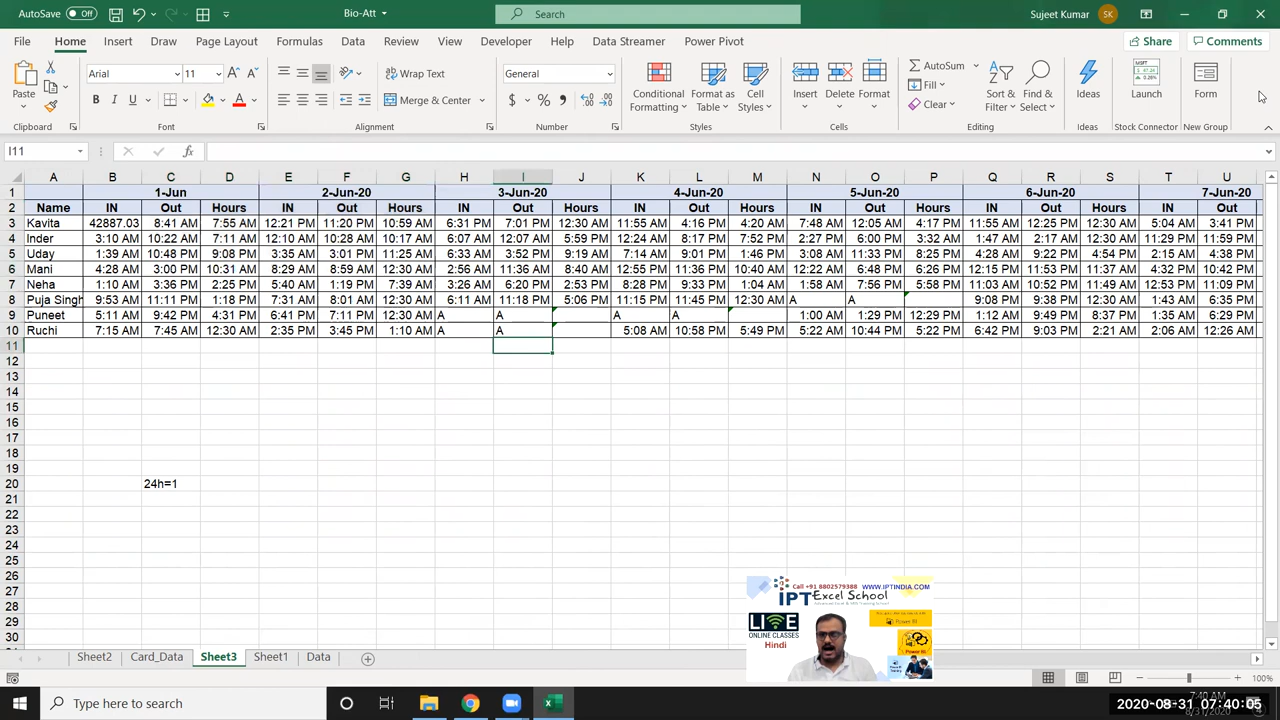 AutoSave Off Bio-Att Search Sujeet Kumar SK
File Home Insert Draw Page Layout Formulas Data Review View Developer Help Data Streamer Power Pivot Share Comments
Arial 11 Wrap Text General AutoSum
Paste Conditional Formatting Format as Table Cell Styles Insert Delete Format Fill Sort & Filter Find & Select Ideas Launch Form
B I U A Merge & Center $ % Clear
Clipboard Font Alignment Number Styles Cells Editing Ideas Stock Connector New Group
I11 fx
A B C D E F G H I J K L M N O P Q R S T U
1 1-Jun 2-Jun-20 3-Jun-20 4-Jun-20 5-Jun-20 6-Jun-20 7-Jun-20
2 Name IN Out Hours IN Out Hours IN Out Hours IN Out Hours IN Out Hours IN Out Hours IN Out
3 Kavita 42887.03 8:41 AM 7:55 AM 12:21 PM 11:20 PM 10:59 AM 6:31 PM 7:01 PM 12:30 AM 11:55 AM 4:16 PM 4:20 AM 7:48 AM 12:05 PM 4:17 PM 11:55 AM 12:25 PM 12:30 AM 5:04 AM 3:41 PM
4 Inder 3:10 AM 10:22 AM 7:11 AM 12:10 AM 10:28 AM 10:17 AM 6:07 AM 12:07 AM 5:59 PM 12:24 AM 8:17 PM 7:52 PM 2:27 PM 6:00 PM 3:32 AM 1:47 AM 2:17 AM 12:30 AM 11:29 PM 11:59 PM
5 Uday 1:39 AM 10:48 PM 9:08 PM 3:35 AM 3:01 PM 11:25 AM 6:33 AM 3:52 PM 9:19 AM 7:14 AM 9:01 PM 1:46 PM 3:08 AM 11:33 PM 8:25 PM 4:28 PM 9:22 PM 4:54 AM 2:15 AM 4:38 PM
6 Mani 4:28 AM 3:00 PM 10:31 AM 8:29 AM 8:59 AM 12:30 AM 2:56 AM 11:36 AM 8:40 AM 12:55 PM 11:36 PM 10:40 AM 12:22 AM 6:48 PM 6:26 PM 12:15 PM 11:53 PM 11:37 AM 4:32 PM 10:42 PM
7 Neha 1:10 AM 3:36 PM 2:25 PM 5:40 AM 1:19 PM 7:39 AM 3:26 AM 6:20 PM 2:53 PM 8:28 AM 9:33 PM 1:04 AM 1:58 AM 7:56 PM 5:58 PM 11:03 AM 10:52 PM 11:49 AM 12:53 PM 11:09 PM
8 Puja Singh 9:53 AM 11:11 PM 1:18 PM 7:31 AM 8:01 AM 12:30 AM 6:11 AM 11:18 PM 5:06 PM 11:15 PM 11:45 PM 12:30 AM A A 9:08 PM 9:38 PM 12:30 AM 1:43 AM 6:35 PM
9 Puneet 5:11 AM 9:42 PM 4:31 PM 6:41 PM 7:11 PM 12:30 AM A A A A 1:00 AM 1:29 PM 12:29 PM 1:12 AM 9:49 PM 8:37 PM 1:35 AM 6:29 PM
10 Ruchi 7:15 AM 7:45 AM 12:30 AM 2:35 PM 3:45 PM 1:10 AM A A 5:08 AM 10:58 PM 5:49 PM 5:22 AM 10:44 PM 5:22 PM 6:42 PM 9:03 PM 2:21 AM 2:06 AM 12:26 AM
11
12
13
14
15
16
17
18
19
20 24h=1
21
22
23
24
25
26
27
28
29
30
Call +91 8802579388 WWW.IPTINDIA.COM
IPT Excel School
LIVE
ONLINE CLASSES
Hindi
Power BI
Power BI
Sheet2 Card_Data Sheet3 Sheet1 Data
100%
Type here to search
2020-08-31 07:40:05
7:40 AM
8/31/2020